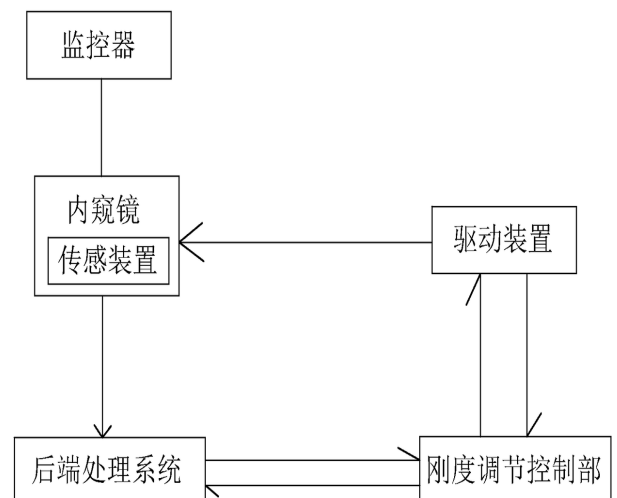 监控器
内窥镜
传感装置
驱动装置
后端处理系统
刚度调节控制部